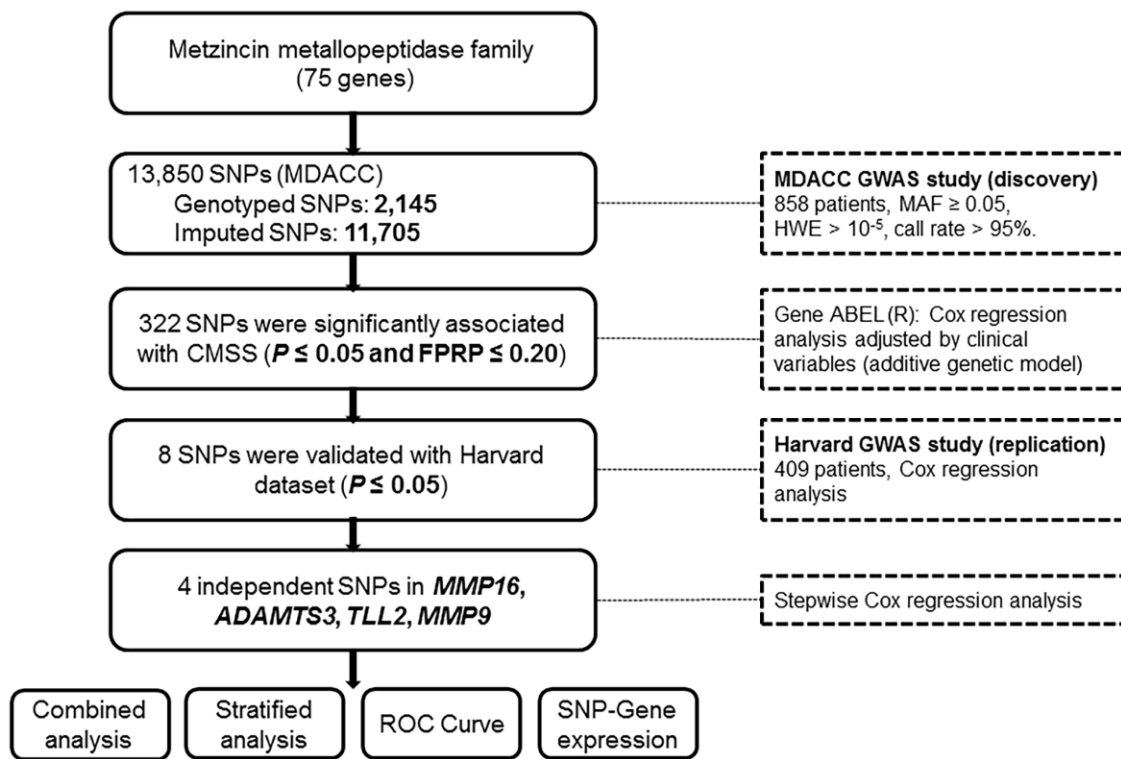 Metzincin metallopeptidase family
(75 genes)
13,850 SNPs (MDACC)
Genotyped SNPs: 2,145
Imputed SNPs: 11,705
MDACC GWAS study (discovery)
858 patients, MAF ≥ 0.05,
HWE > 10⁻⁵, call rate > 95%.
322 SNPs were significantly associated
with CMSS (P ≤ 0.05 and FPRP ≤ 0.20)
Gene ABEL (R): Cox regression
analysis adjusted by clinical
variables (additive genetic model)
8 SNPs were validated with Harvard
dataset (P ≤ 0.05)
Harvard GWAS study (replication)
409 patients, Cox regression
analysis
4 independent SNPs in MMP16,
ADAMTS3, TLL2, MMP9
Stepwise Cox regression analysis
Combined
analysis
Stratified
analysis
ROC Curve
SNP-Gene
expression